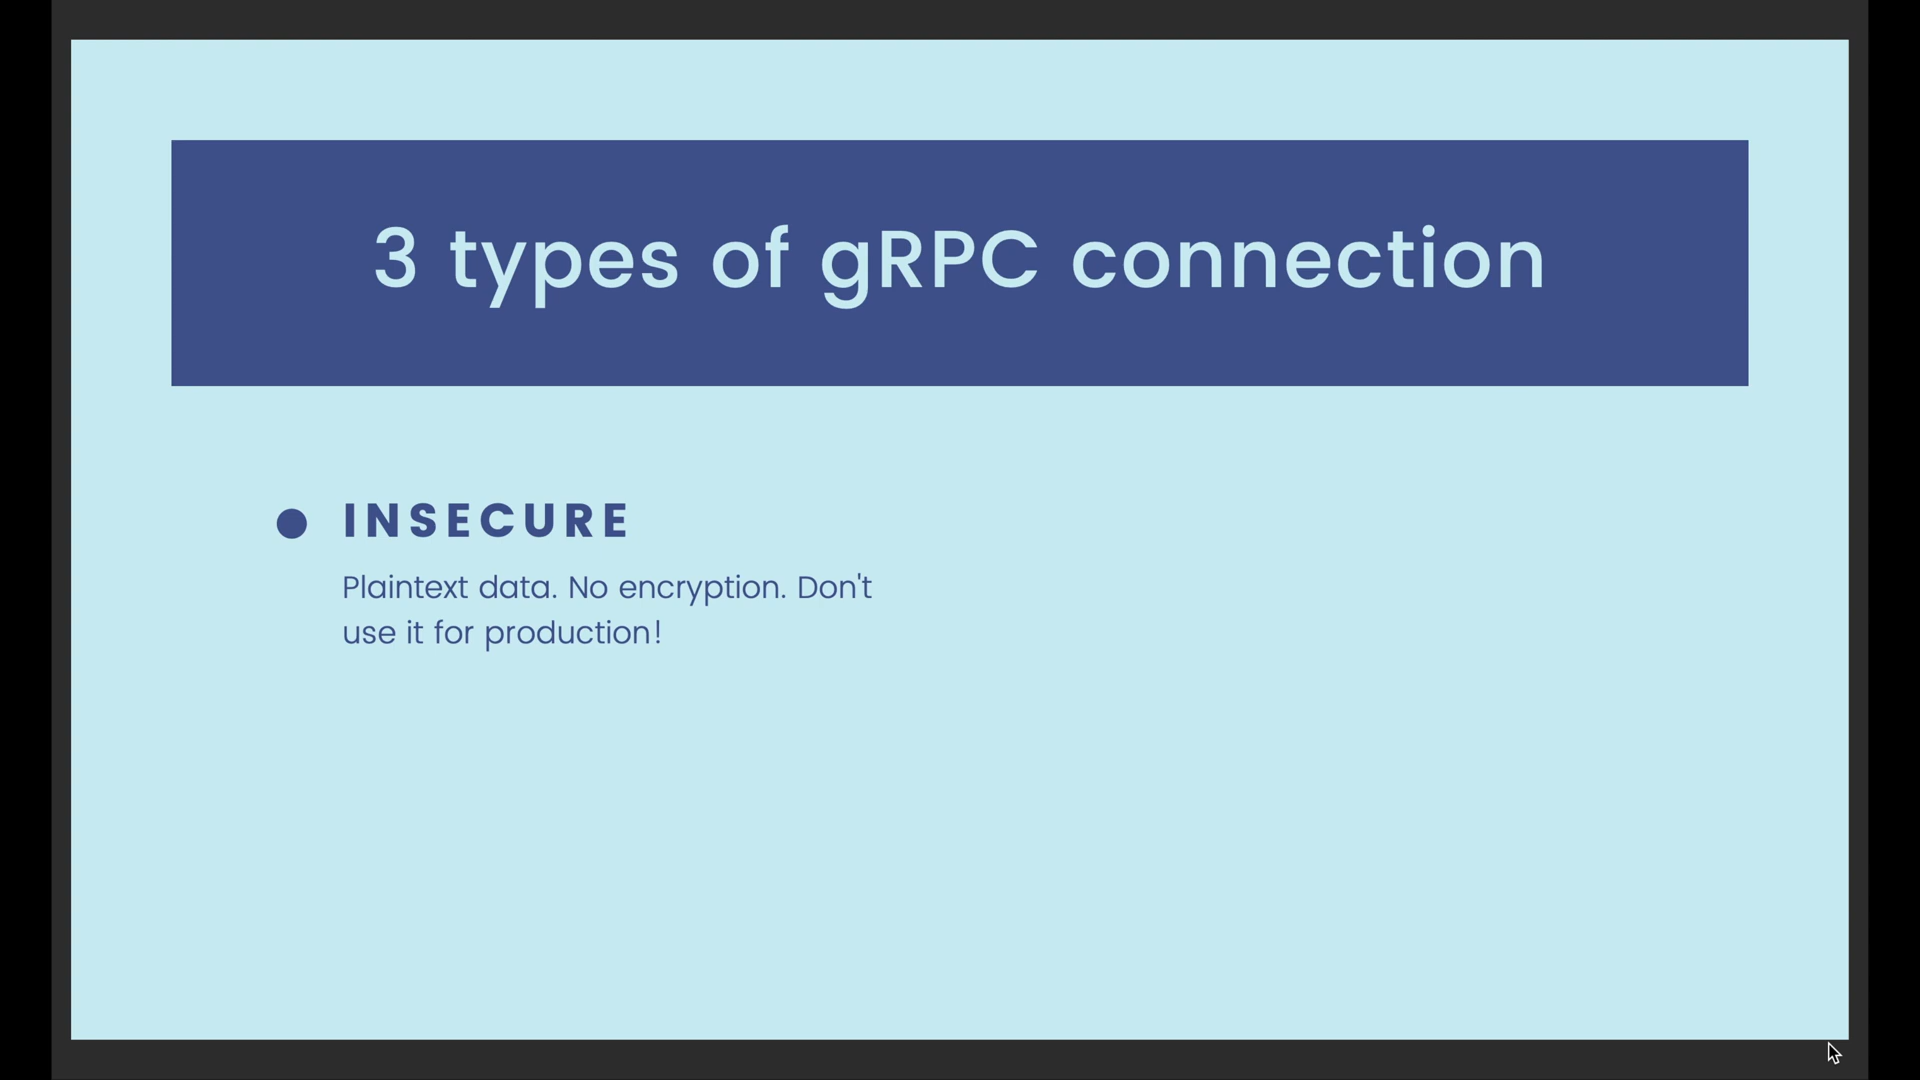 3 types of gRPC connection
INSECURE
Plaintext data. No encryption. Don't
use it for production!